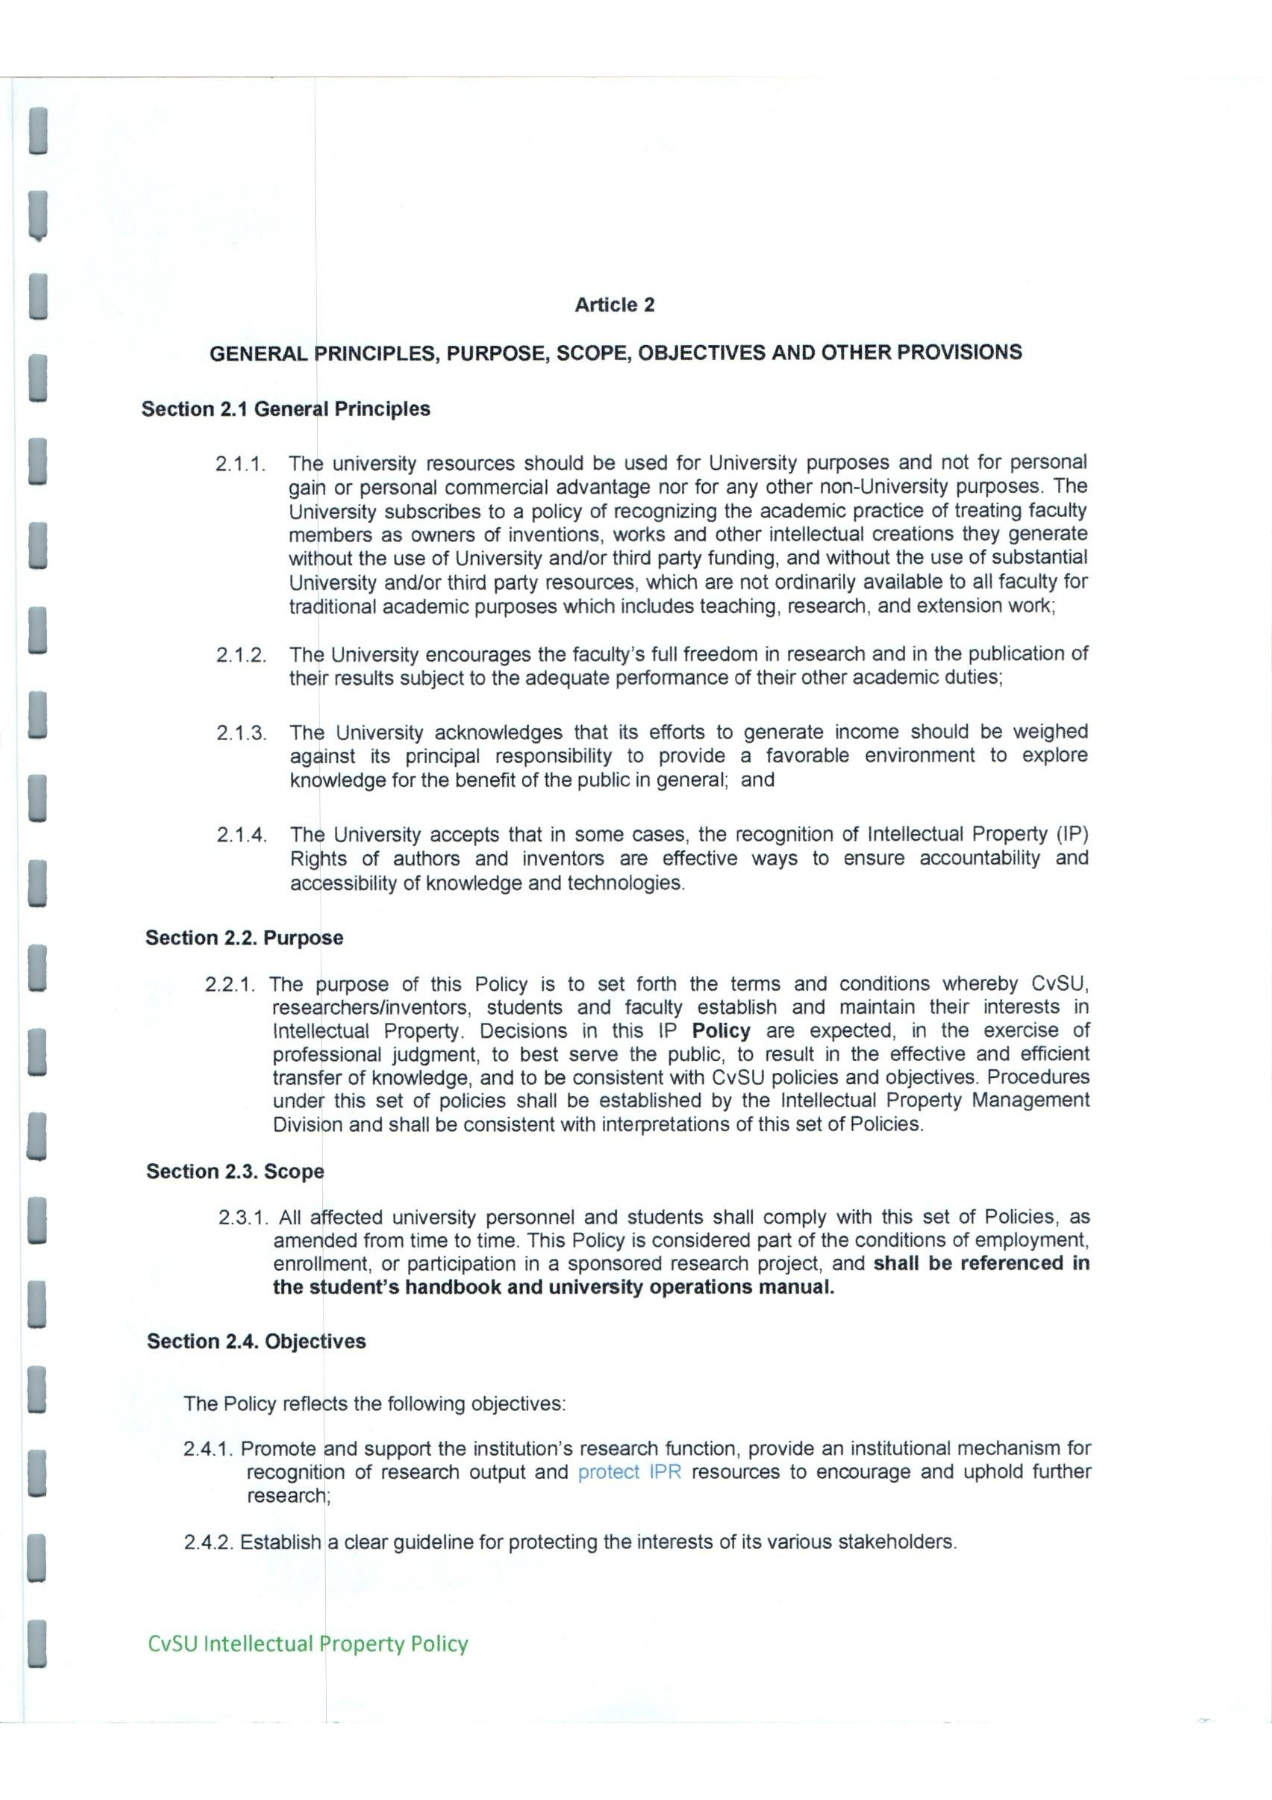 Article 2
GENERAL PRINCIPLES, PURPOSE, SCOPE, OBJECTIVES AND OTHER PROVISIONS
Section 2.1 General Principles
2.1.1. The university resources should be used for University purposes and not for personal
gain or personal commercial advantage nor for any other non-University purposes. The
University subscribes to a policy of recognizing the academic practice of treating faculty
members as owners of inventions, works and other intellectual creations they generate
without the use of University and/or third party funding, and without the use of substantial
University and/or third party resources, which are not ordinarily available to all faculty for
traditional academic purposes which includes teaching, research, and extension work;
2.1.2. The University encourages the faculty's full freedom in research and in the publication of
their results subject to the adequate performance of their other academic duties;
2.1.3. The University acknowledges that its efforts to generate income should be weighed
against its principal responsibility to provide a favorable environment to explore
knowledge for the benefit of the public in general; and
2.1.4. The University accepts that in some cases, the recognition of Intellectual Property (IP)
Rights of authors and inventors are effective ways to ensure accountability and
accessibility of knowledge and technologies.
Section 2.2. Purpose
2.2.1. The purpose of this Policy is to set forth the terms and conditions whereby CvSU,
researchers/inventors, students and faculty establish and maintain their interests in
Intellectual Property. Decisions in this IP Policy are expected, in the exercise of
professional judgment, to best serve the public, to result in the effective and efficient
transfer of knowledge, and to be consistent with CvSU policies and objectives. Procedures
under this set of policies shall be established by the Intellectual Property Management
Division and shall be consistent with interpretations of this set of Policies.
Section 2.3. Scope
2.3.1. All affected university personnel and students shall comply with this set of Policies, as
amended from time to time. This Policy is considered part of the conditions of employment,
enrollment, or participation in a sponsored research project, and shall be referenced in
the student's handbook and university operations manual.
Section 2.4. Objectives
The Policy reflects the following objectives:
2.4.1. Promote and support the institution's research function, provide an institutional mechanism for
recognition of research output and protect IPR resources to encourage and uphold further
research;
2.4.2. Establish a clear guideline for protecting the interests of its various stakeholders.
CvSU Intellectual Property Policy